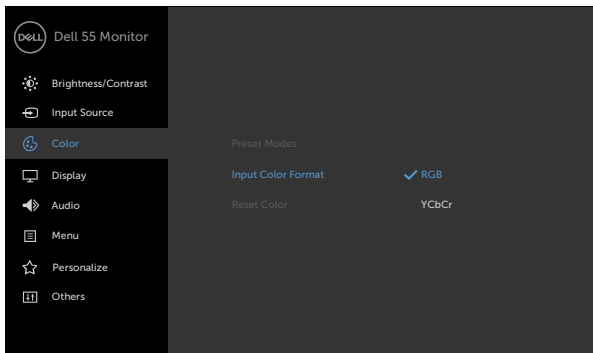 DELL Dell 55 Monitor
Brightness/Contrast
Input Source
Color
Preset Modes
Display
Input Color Format
RGB
Audio
Reset Color
YCbCr
Menu
Personalize
Others